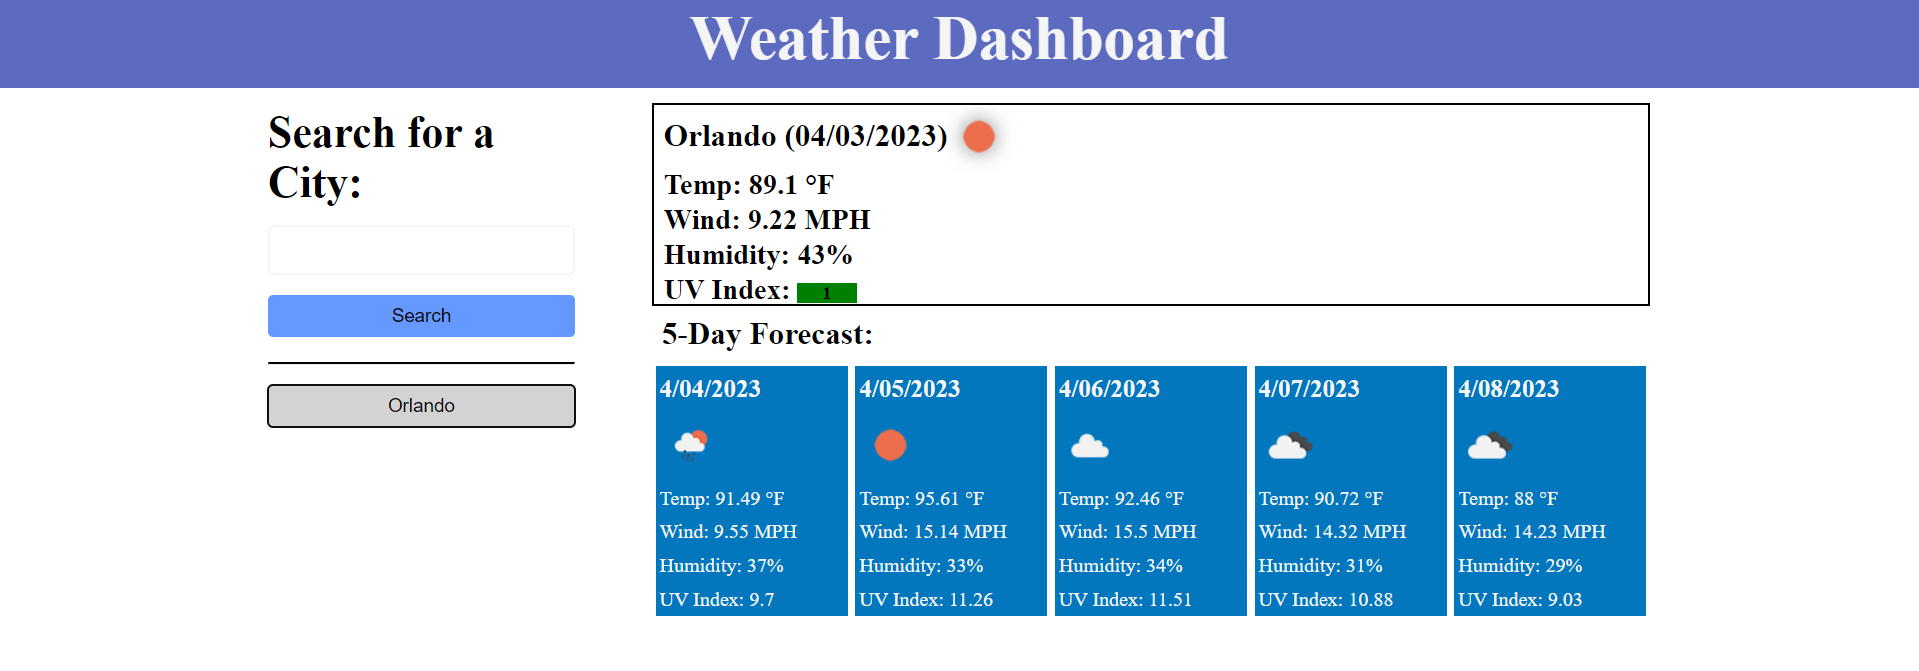 Weather Dashboard
Search for a
City:
Search
Orlando
Orlando (04/03/2023)
Temp: 89.1 °F
Wind: 9.22 MPH
Humidity: 43%
UV Index: 1
5-Day Forecast:
4/04/2023
Temp: 91.49 °F
Wind: 9.55 MPH
Humidity: 37%
UV Index: 9.7
4/05/2023
Temp: 95.61 °F
Wind: 15.14 MPH
Humidity: 33%
UV Index: 11.26
4/06/2023
Temp: 92.46 °F
Wind: 15.5 MPH
Humidity: 34%
UV Index: 11.51
4/07/2023
Temp: 90.72 °F
Wind: 14.32 MPH
Humidity: 31%
UV Index: 10.88
4/08/2023
Temp: 88 °F
Wind: 14.23 MPH
Humidity: 29%
UV Index: 9.03